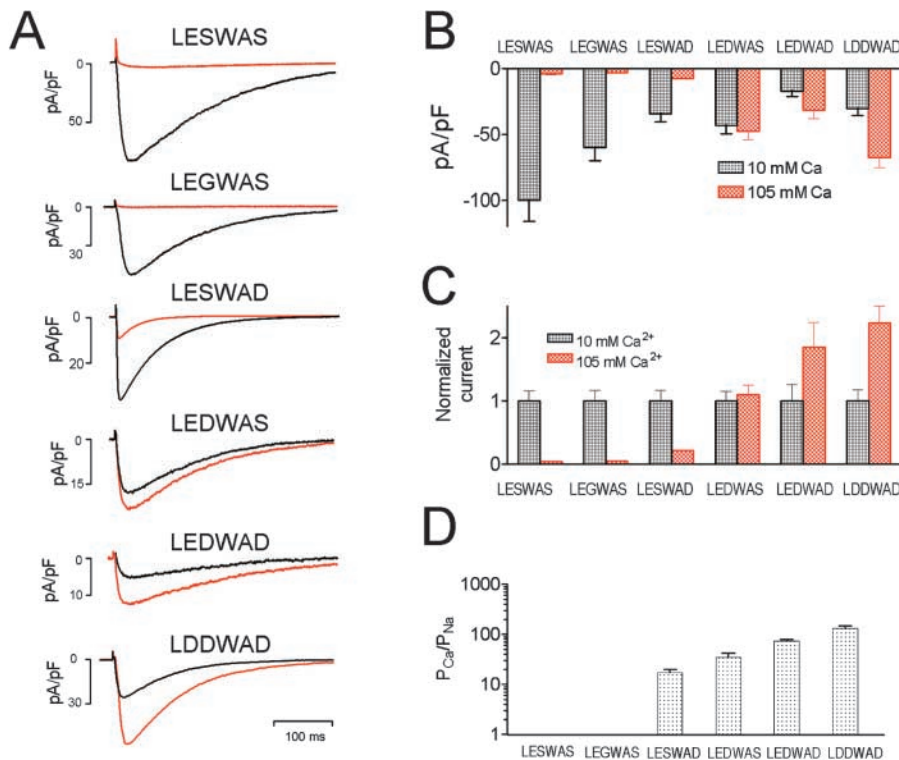 A
LESWAS
0
pA/pF
50
LEGWAS
0
pA/pF
30
LESWAD
0
pA/pF
20
LEDWAS
0
pA/pF
15
LEDWAD
0
pA/pF
10
LDDWAD
0
pA/pF
30
100 ms
B
LESWAS LEGWAS LESWAD LEDWAS LEDWAD LDDWAD
0
-50
-100
pA/pF
10 mM Ca
105 mM Ca
C
Normalized current
2
1
0
10 mM Ca²⁺
105 mM Ca²⁺
LESWAS LEGWAS LESWAD LEDWAS LEDWAD LDDWAD
D
P_Ca/P_Na
1000
100
10
1
LESWAS LEGWAS LESWAD LEDWAS LEDWAD LDDWAD